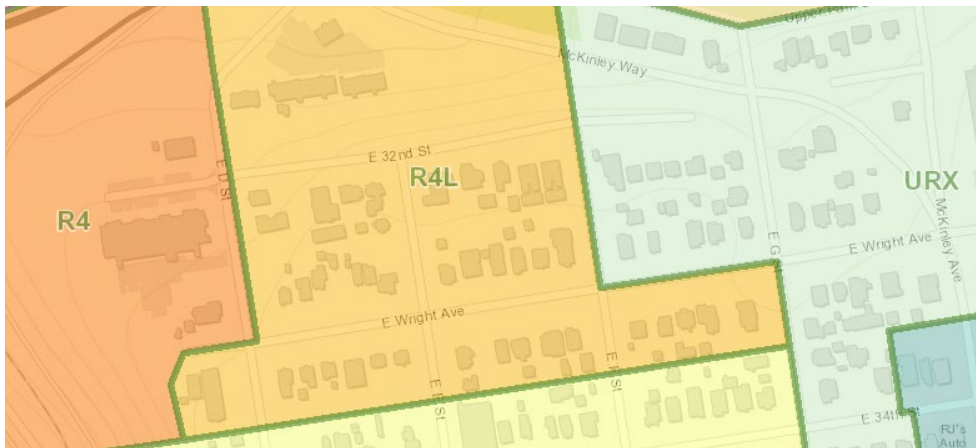 Upper
McKinley Way
E 32nd St
E D St
R4L
URX
R4
McKinley Ave
E Wright Ave
E G St
E Wright Ave
E E St
E F St
E 34th St
RJ's
Auto